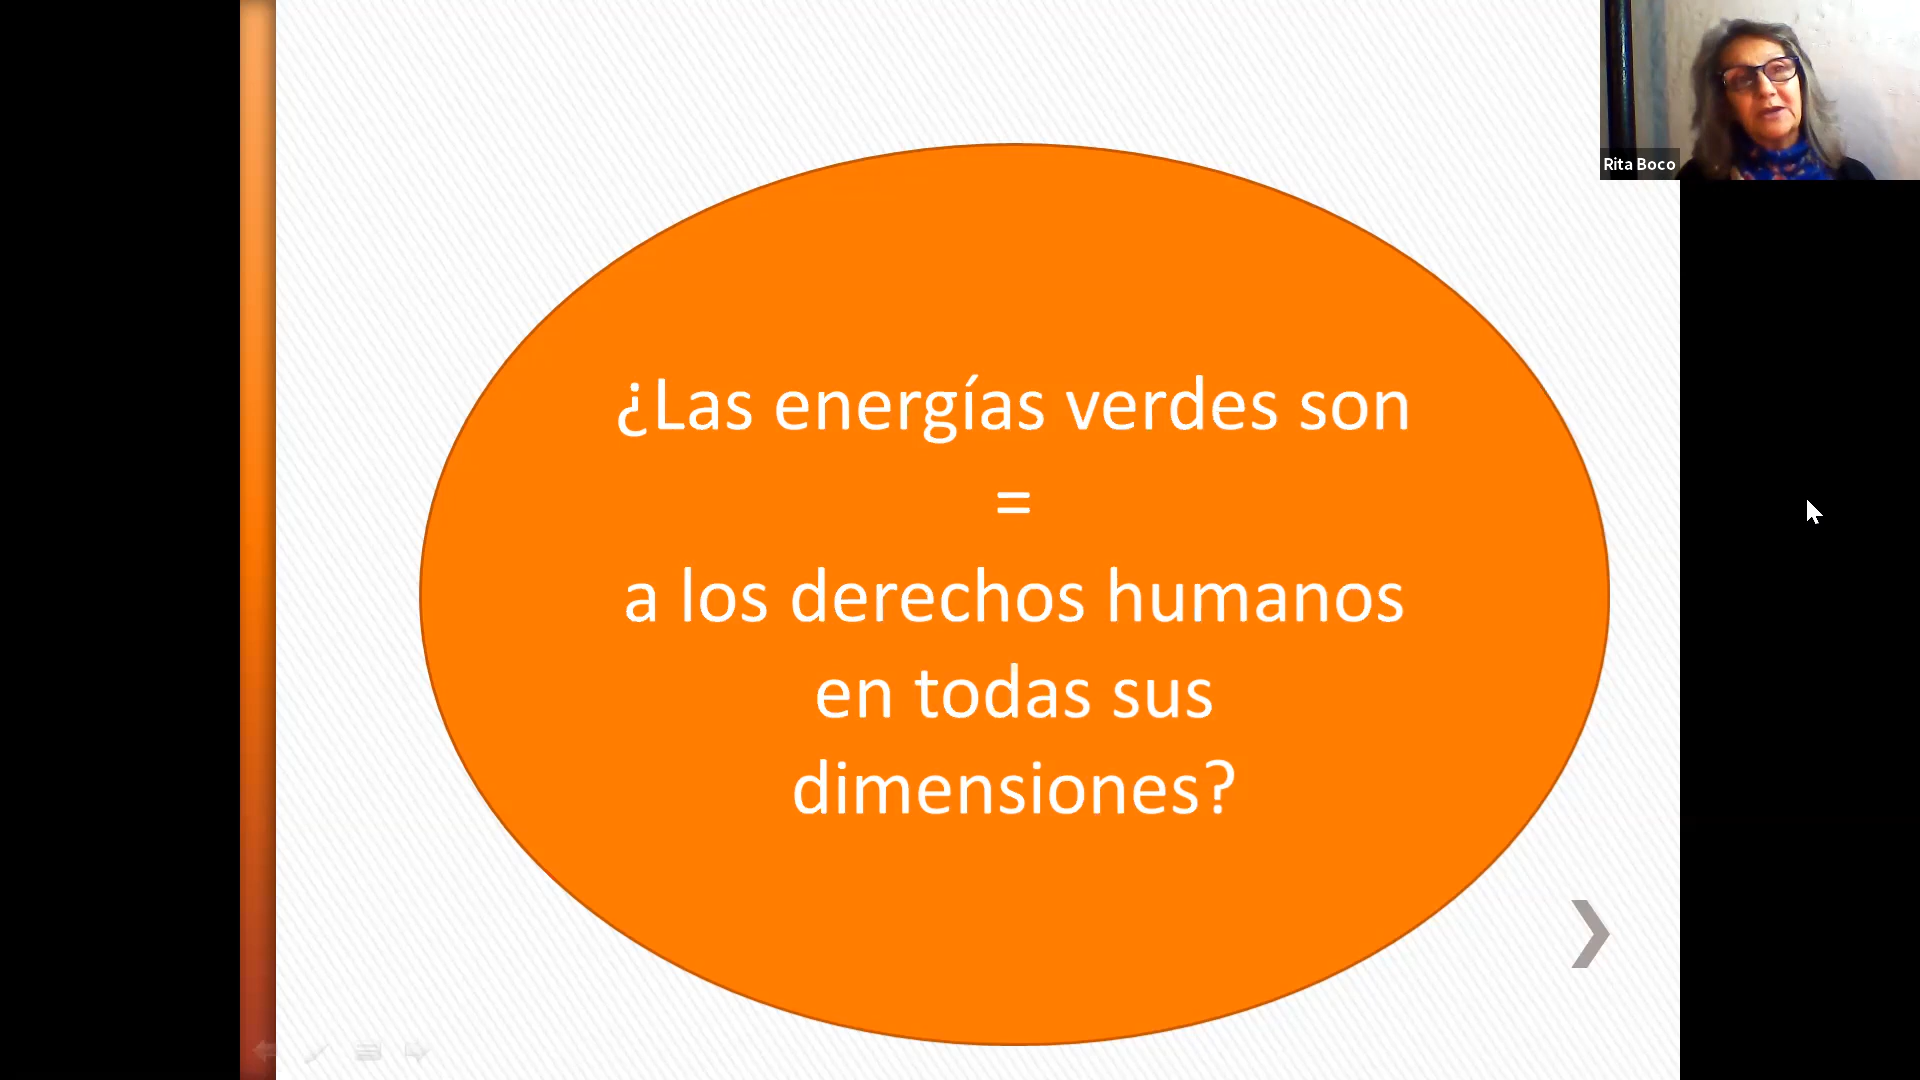 ¿Las energías verdes son
=
a los derechos humanos
en todas sus
dimensiones?
Rita Boco